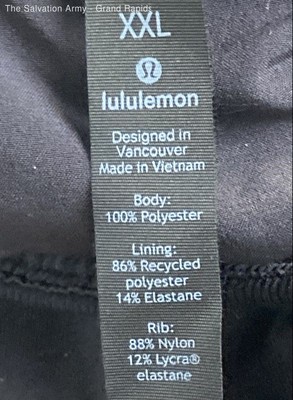 The Salvation Army - Grand Rapids
XXL
lululemon
Designed in
Vancouver
Made in Vietnam
Body:
100% Polyester
Lining:
86% Recycled
polyester
14% Elastane
Rib:
88% Nylon
12% Lycra®
elastane